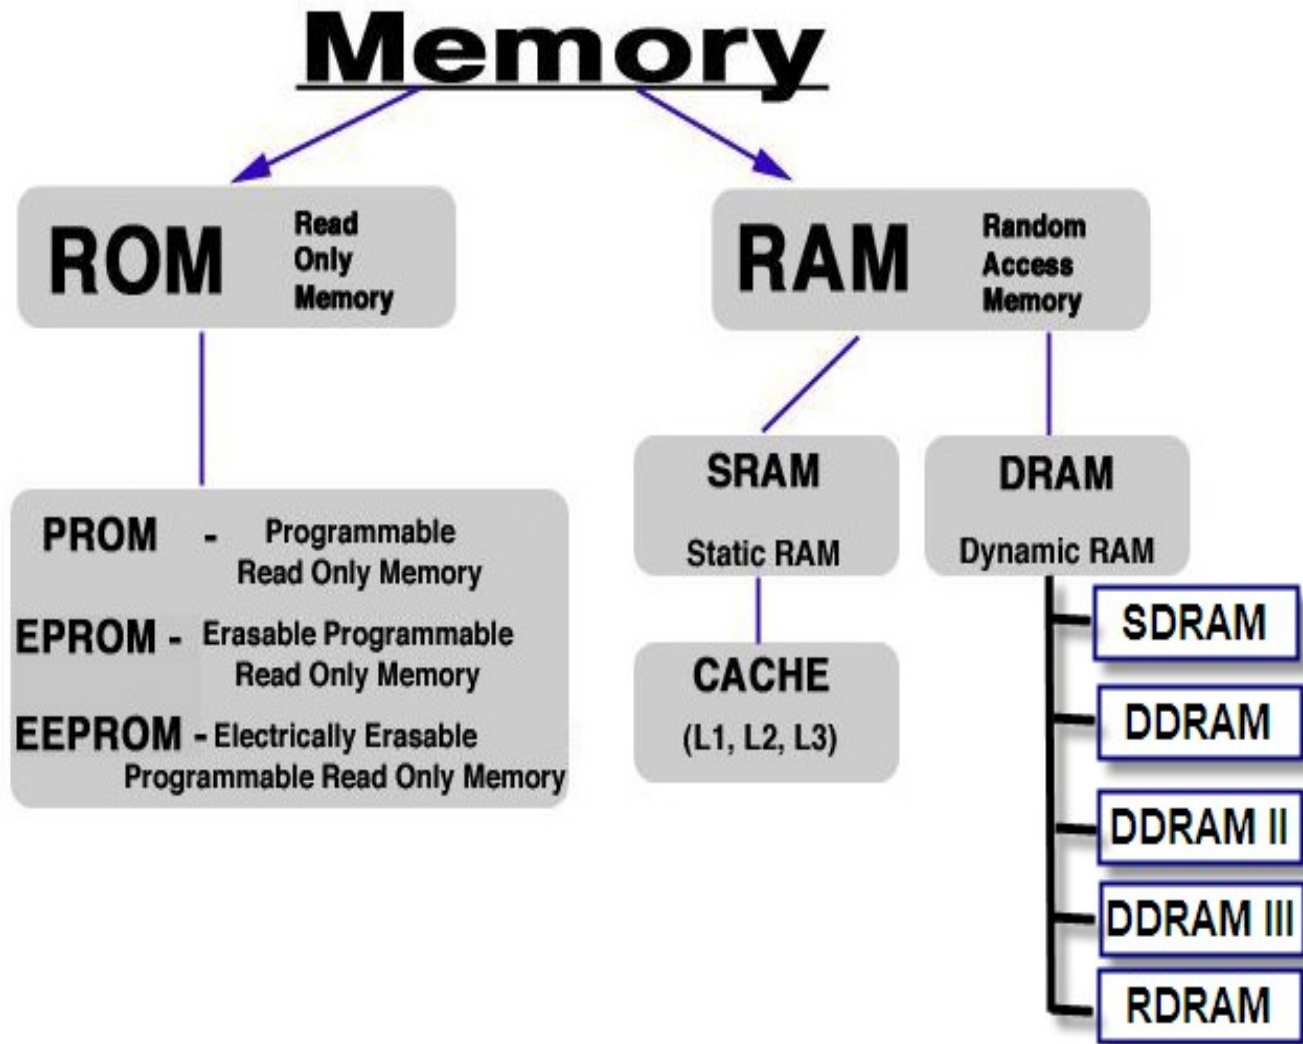 Memory
ROM
Read
Only
Memory
RAM
Random
Access
Memory
PROM - Programmable
Read Only Memory
EPROM - Erasable Programmable
Read Only Memory
EEPROM - Electrically Erasable
Programmable Read Only Memory
SRAM
Static RAM
CACHE
(L1, L2, L3)
DRAM
Dynamic RAM
SDRAM
DDRAM
DDRAM II
DDRAM III
RDRAM